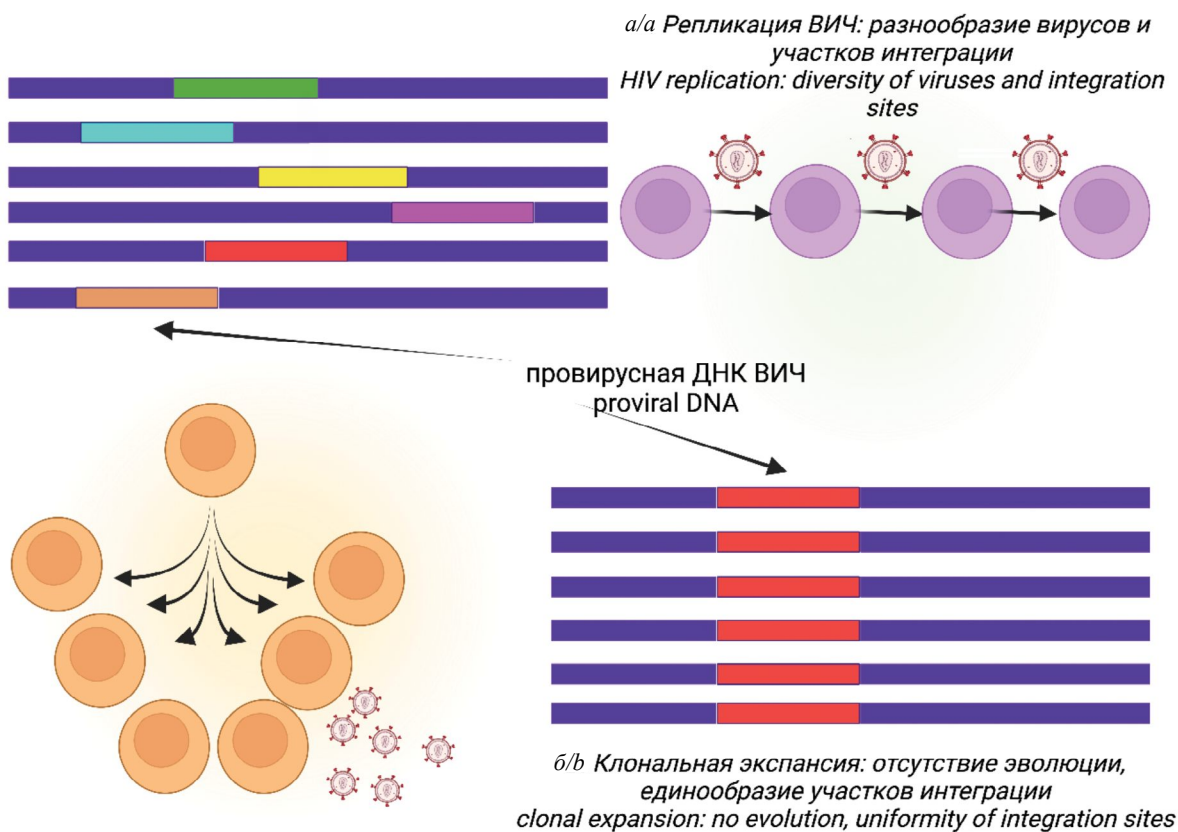 а/a Репликация ВИЧ: разнообразие вирусов и
участков интеграции
HIV replication: diversity of viruses and integration
sites
провирусная ДНК ВИЧ
proviral DNA
б/b Клональная экспансия: отсутствие эволюции,
единообразие участков интеграции
clonal expansion: no evolution, uniformity of integration sites